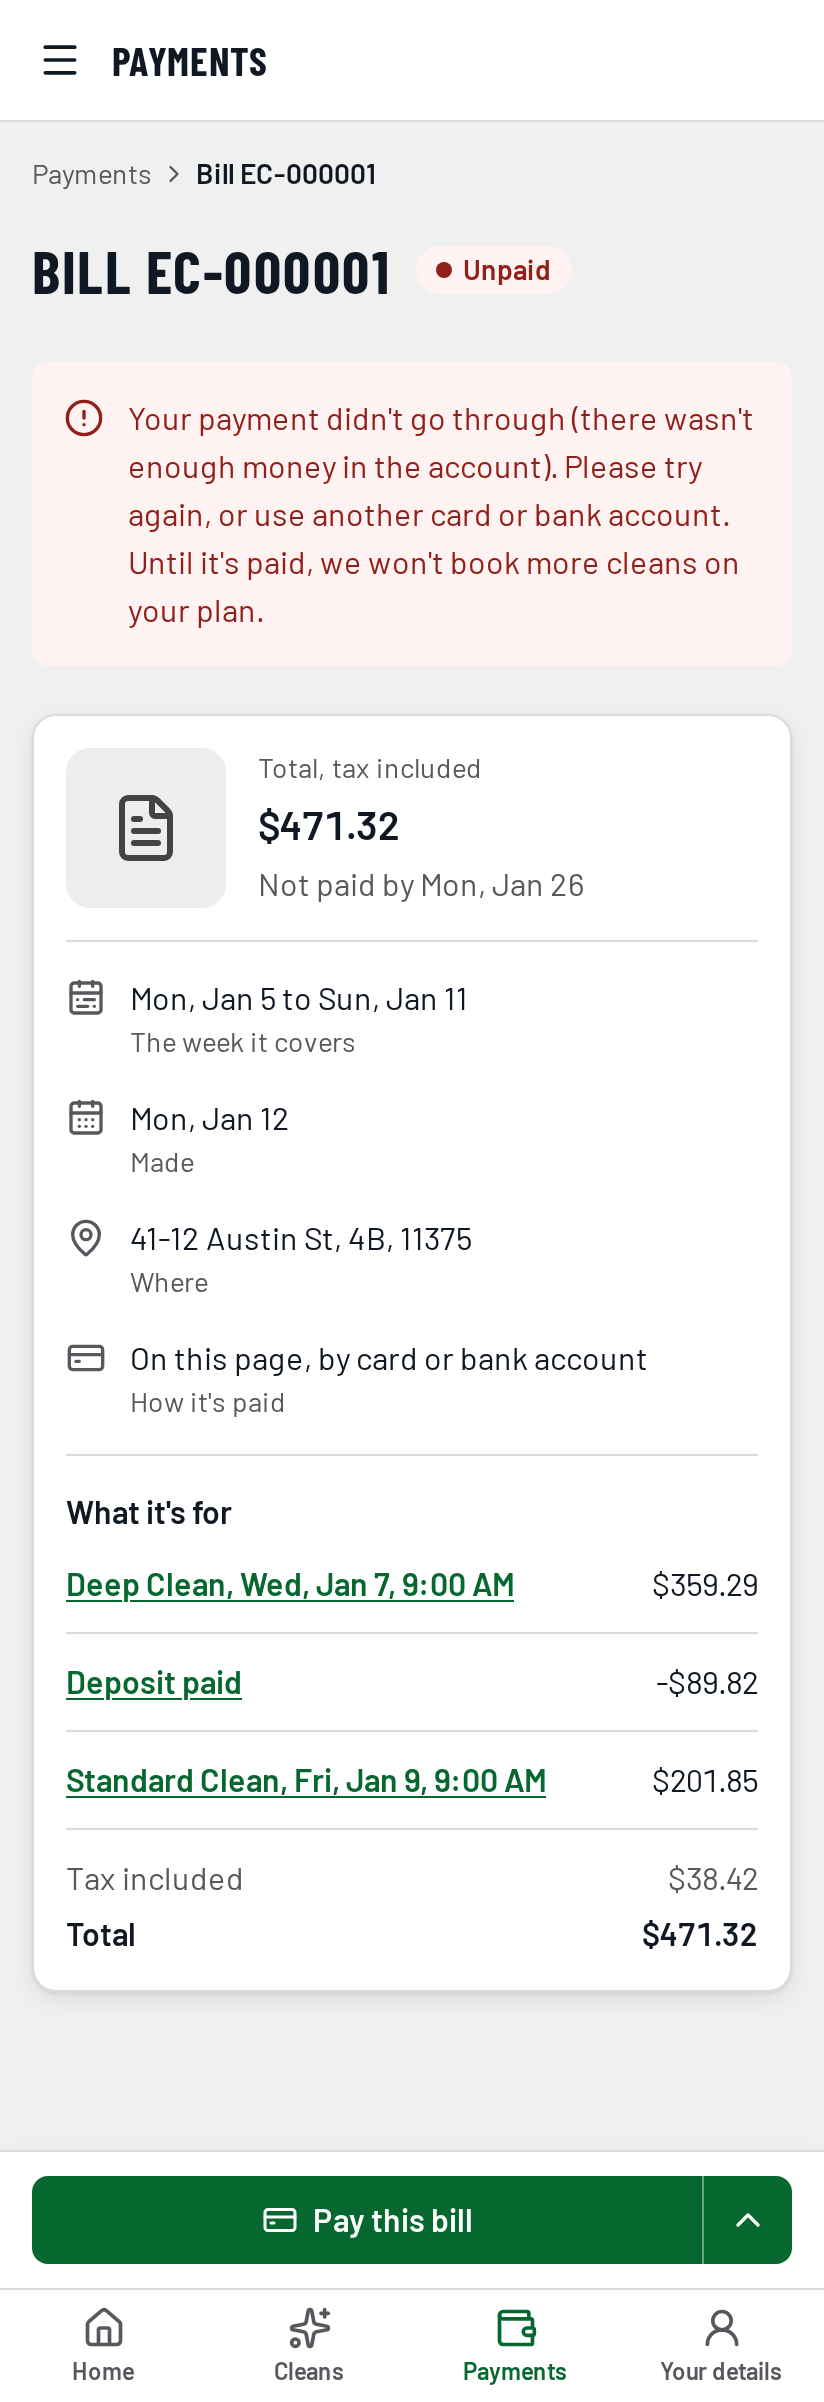 PAYMENTS
Payments > Bill EC-000001
BILL EC-000001 Unpaid
Your payment didn't go through (there wasn't
enough money in the account). Please try
again, or use another card or bank account.
Until it's paid, we won't book more cleans on
your plan.
Total, tax included
$471.32
Not paid by Mon, Jan 26
Mon, Jan 5 to Sun, Jan 11
The week it covers
Mon, Jan 12
Made
41-12 Austin St, 4B, 11375
Where
On this page, by card or bank account
How it's paid
What it's for
Deep Clean, Wed, Jan 7, 9:00 AM $359.29
Deposit paid -$89.82
Standard Clean, Fri, Jan 9, 9:00 AM $201.85
Tax included $38.42
Total $471.32
Pay this bill
Home Cleans Payments Your details